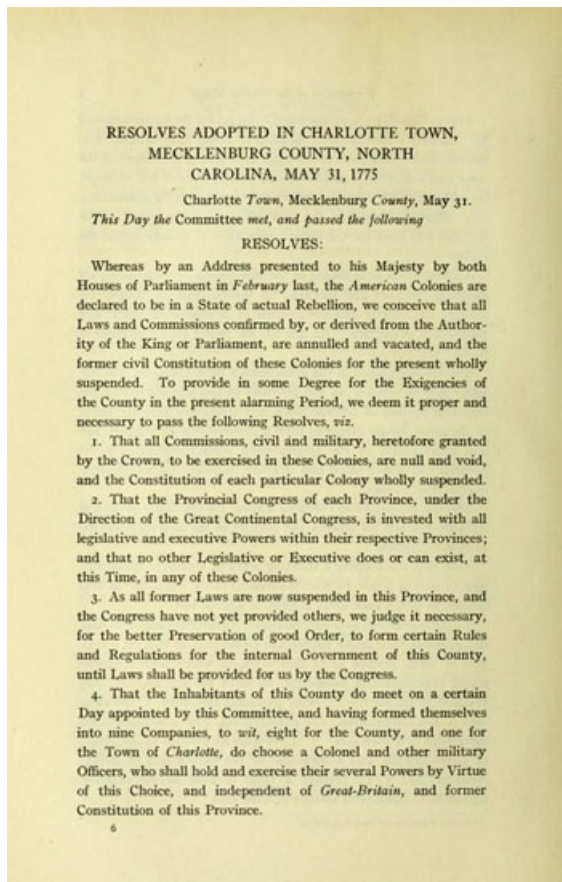 RESOLVES ADOPTED IN CHARLOTTE TOWN,
MECKLENBURG COUNTY, NORTH
CAROLINA, MAY 31, 1775
Charlotte Town, Mecklenburg County, May 31.
This Day the Committee met, and passed the following
RESOLVES:
Whereas by an Address presented to his Majesty by both
Houses of Parliament in February last, the American Colonies are
declared to be in a State of actual Rebellion, we conceive that all
Laws and Commissions confirmed by, or derived from the Author-
ity of the King or Parliament, are annulled and vacated, and the
former civil Constitution of these Colonies for the present wholly
suspended. To provide in some Degree for the Exigencies of
the County in the present alarming Period, we deem it proper and
necessary to pass the following Resolves, viz.
1. That all Commissions, civil and military, heretofore granted
by the Crown, to be exercised in these Colonies, are null and void,
and the Constitution of each particular Colony wholly suspended.
2. That the Provincial Congress of each Province, under the
Direction of the Great Continental Congress, is invested with all
legislative and executive Powers within their respective Provinces;
and that no other Legislative or Executive does or can exist, at
this Time, in any of these Colonies.
3. As all former Laws are now suspended in this Province, and
the Congress have not yet provided others, we judge it necessary,
for the better Preservation of good Order, to form certain Rules
and Regulations for the internal Government of this County,
until Laws shall be provided for us by the Congress.
4. That the Inhabitants of this County do meet on a certain
Day appointed by this Committee, and having formed themselves
into nine Companies, to wit, eight for the County, and one for
the Town of Charlotte, do choose a Colonel and other military
Officers, who shall hold and exercise their several Powers by Virtue
of this Choice, and independent of Great-Britain, and former
Constitution of this Province.
6